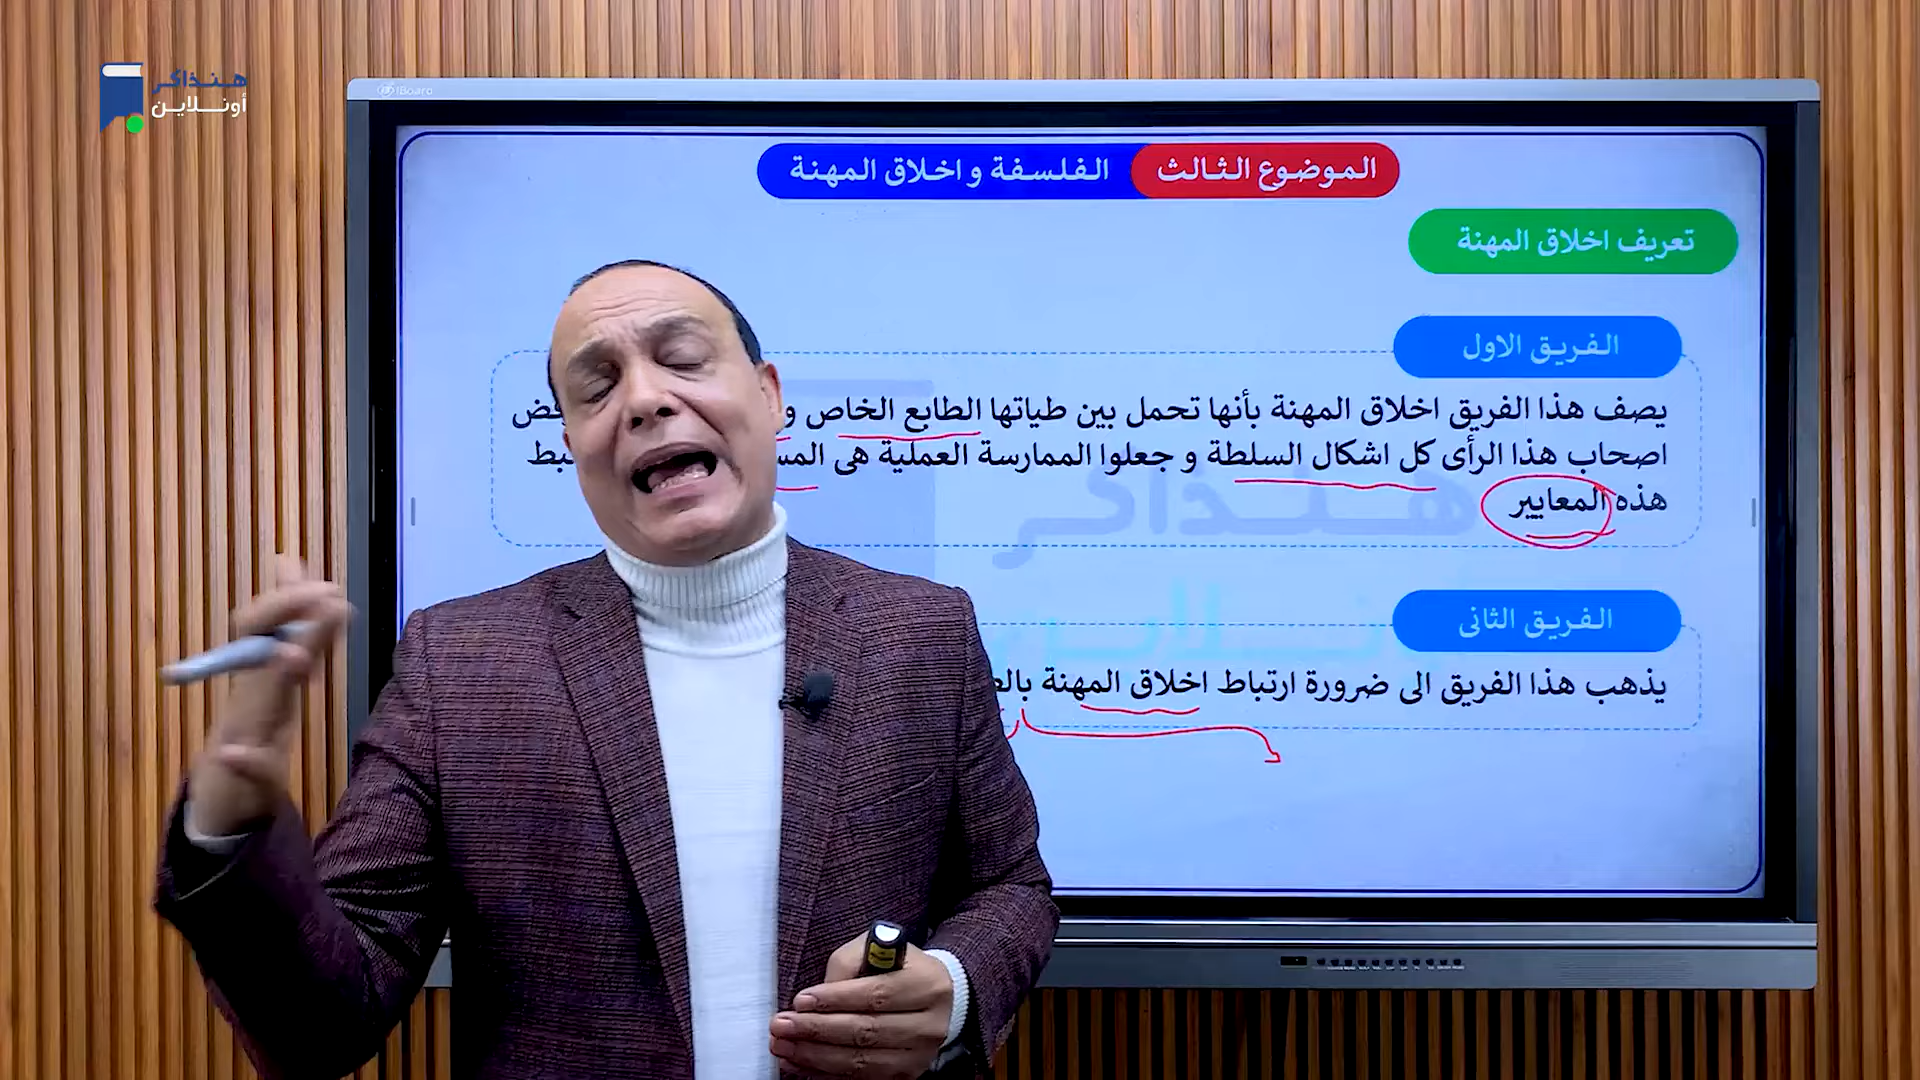 هنذاكر
أونلاين
iBoard
الموضوع الثالث الفلسفة و اخلاق المهنة
تعريف اخلاق المهنة
الفريق الاول
يصف هذا الفريق اخلاق المهنة بأنها تحمل بين طياتها الطابع الخاص و
اصحاب هذا الرأى كل اشكال السلطة و جعلوا الممارسة العملية هى
هذه المعايير
هنذاكر
الفريق الثانى
يذهب هذا الفريق الى ضرورة ارتباط اخلاق المهنة